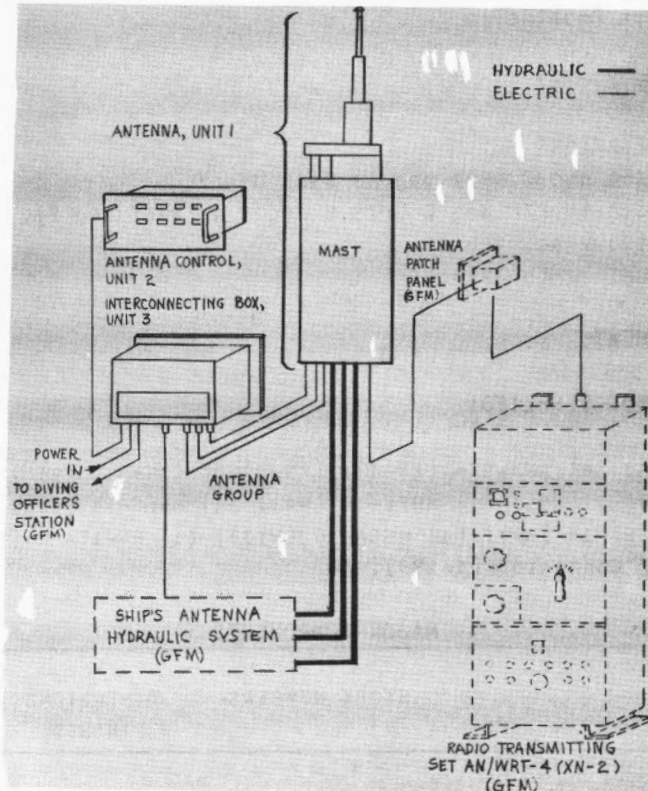 HYDRAULIC
ELECTRIC
ANTENNA, UNIT 1
MAST
ANTENNA
PATCH
PANEL
(GFM)
ANTENNA CONTROL,
UNIT 2
INTERCONNECTING BOX,
UNIT 3
POWER
IN
TO DIVING
OFFICERS
STATION
(GFM)
ANTENNA
GROUP
SHIP'S ANTENNA
HYDRAULIC SYSTEM
(GFM)
RADIO TRANSMITTING
SET AN/WRT-4 (XN-2)
(GFM)